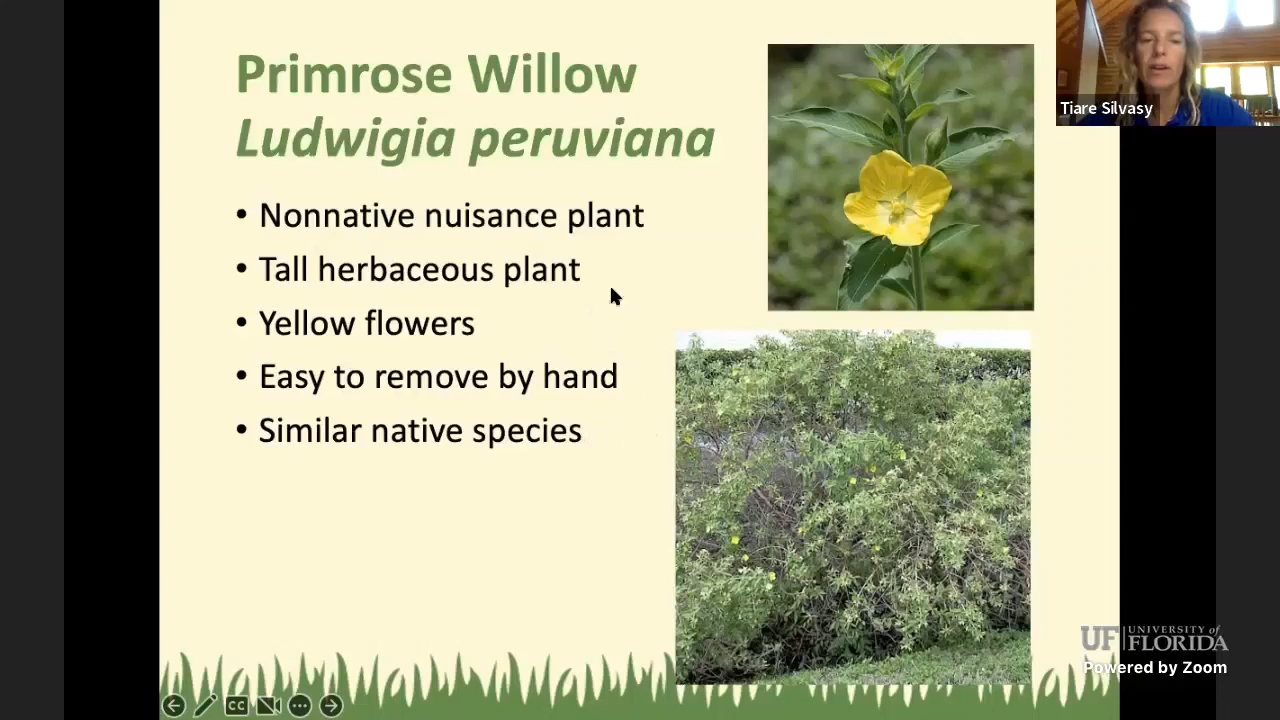 Primrose Willow
Ludwigia peruviana
• Nonnative nuisance plant
• Tall herbaceous plant
• Yellow flowers
• Easy to remove by hand
• Similar native species
Tiare Silvasy
UF UNIVERSITY of
FLORIDA
Powered by Zoom
CC